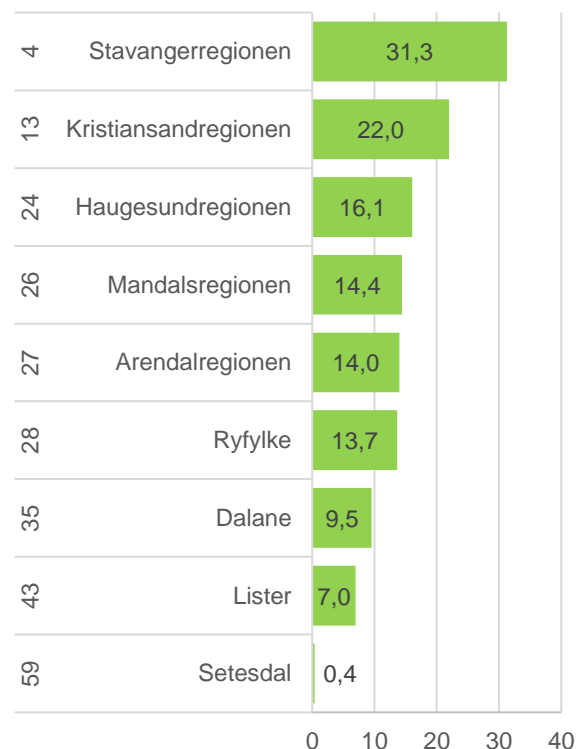 4 Stavangerregionen 31,3
13 Kristiansandregionen 22,0
24 Haugesundregionen 16,1
26 Mandalsregionen 14,4
27 Arendalregionen 14,0
28 Ryfylke 13,7
35 Dalane 9,5
43 Lister 7,0
59 Setesdal 0,4
0 10 20 30 40